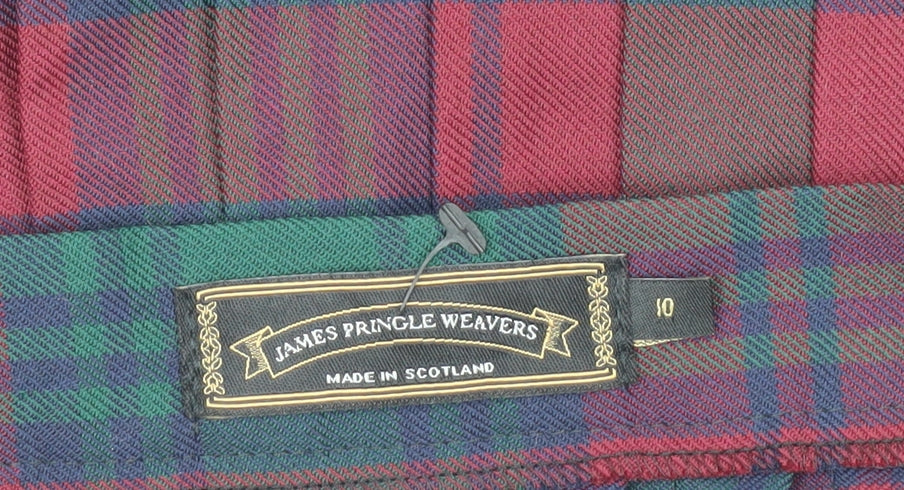 JAMES PRINGLE WEAVERS
MADE IN SCOTLAND
10